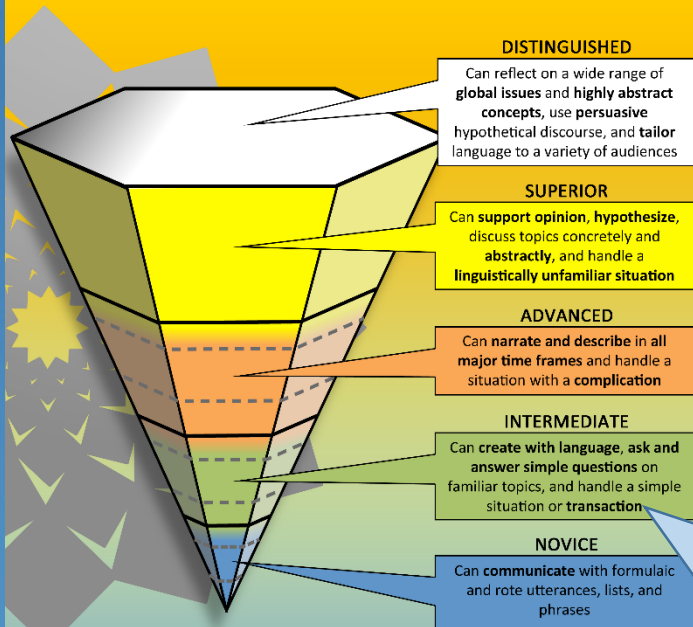 DISTINGUISHED
Can reflect on a wide range of
global issues and highly abstract
concepts, use persuasive
hypothetical discourse, and tailor
language to a variety of audiences
SUPERIOR
Can support opinion, hypothesize,
discuss topics concretely and
abstractly, and handle a
linguistically unfamiliar situation
ADVANCED
Can narrate and describe in all
major time frames and handle a
situation with a complication
INTERMEDIATE
Can create with language, ask and
answer simple questions on
familiar topics, and handle a simple
situation or transaction
NOVICE
Can communicate with formulaic
and rote utterances, lists, and
phrases